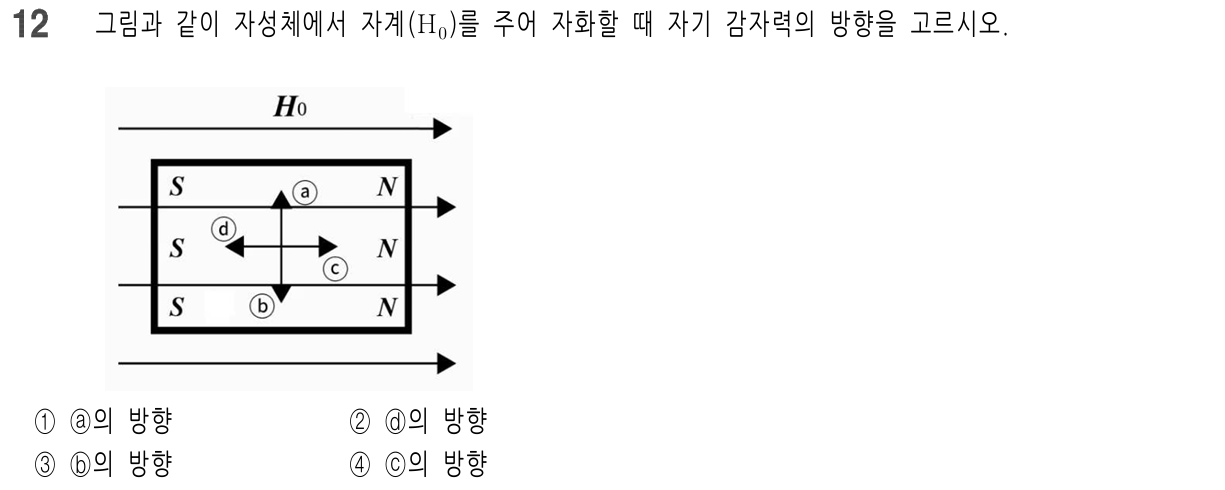 12 그림과 같이 자성체에서 자계(H₀)를 주어 자화할 때 자기 감자력의 방향을 고르시오.
H₀
S ⓐ N
ⓓ
S N
ⓒ
S ⓑ N
① ⓐ의 방향 ② ⓓ의 방향
③ ⓑ의 방향 ④ ⓒ의 방향